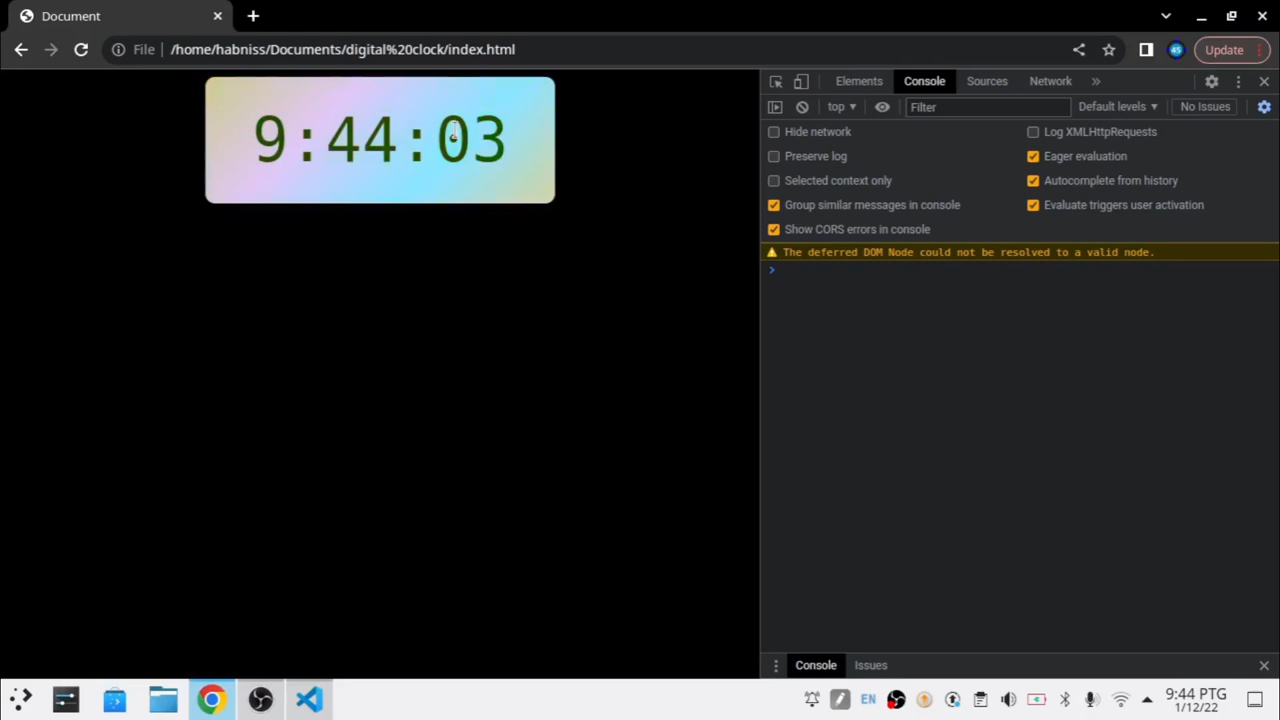 Document
File
/home/habniss/Documents/digital%20clock/index.html
Update
9:44:03
Elements Console Sources Network »
top Filter Default levels No Issues
Hide network Log XMLHttpRequests
Preserve log Eager evaluation
Selected context only Autocomplete from history
Group similar messages in console Evaluate triggers user activation
Show CORS errors in console
The deferred DOM Node could not be resolved to a valid node.
Console Issues
EN
9:44 PTG
1/12/22